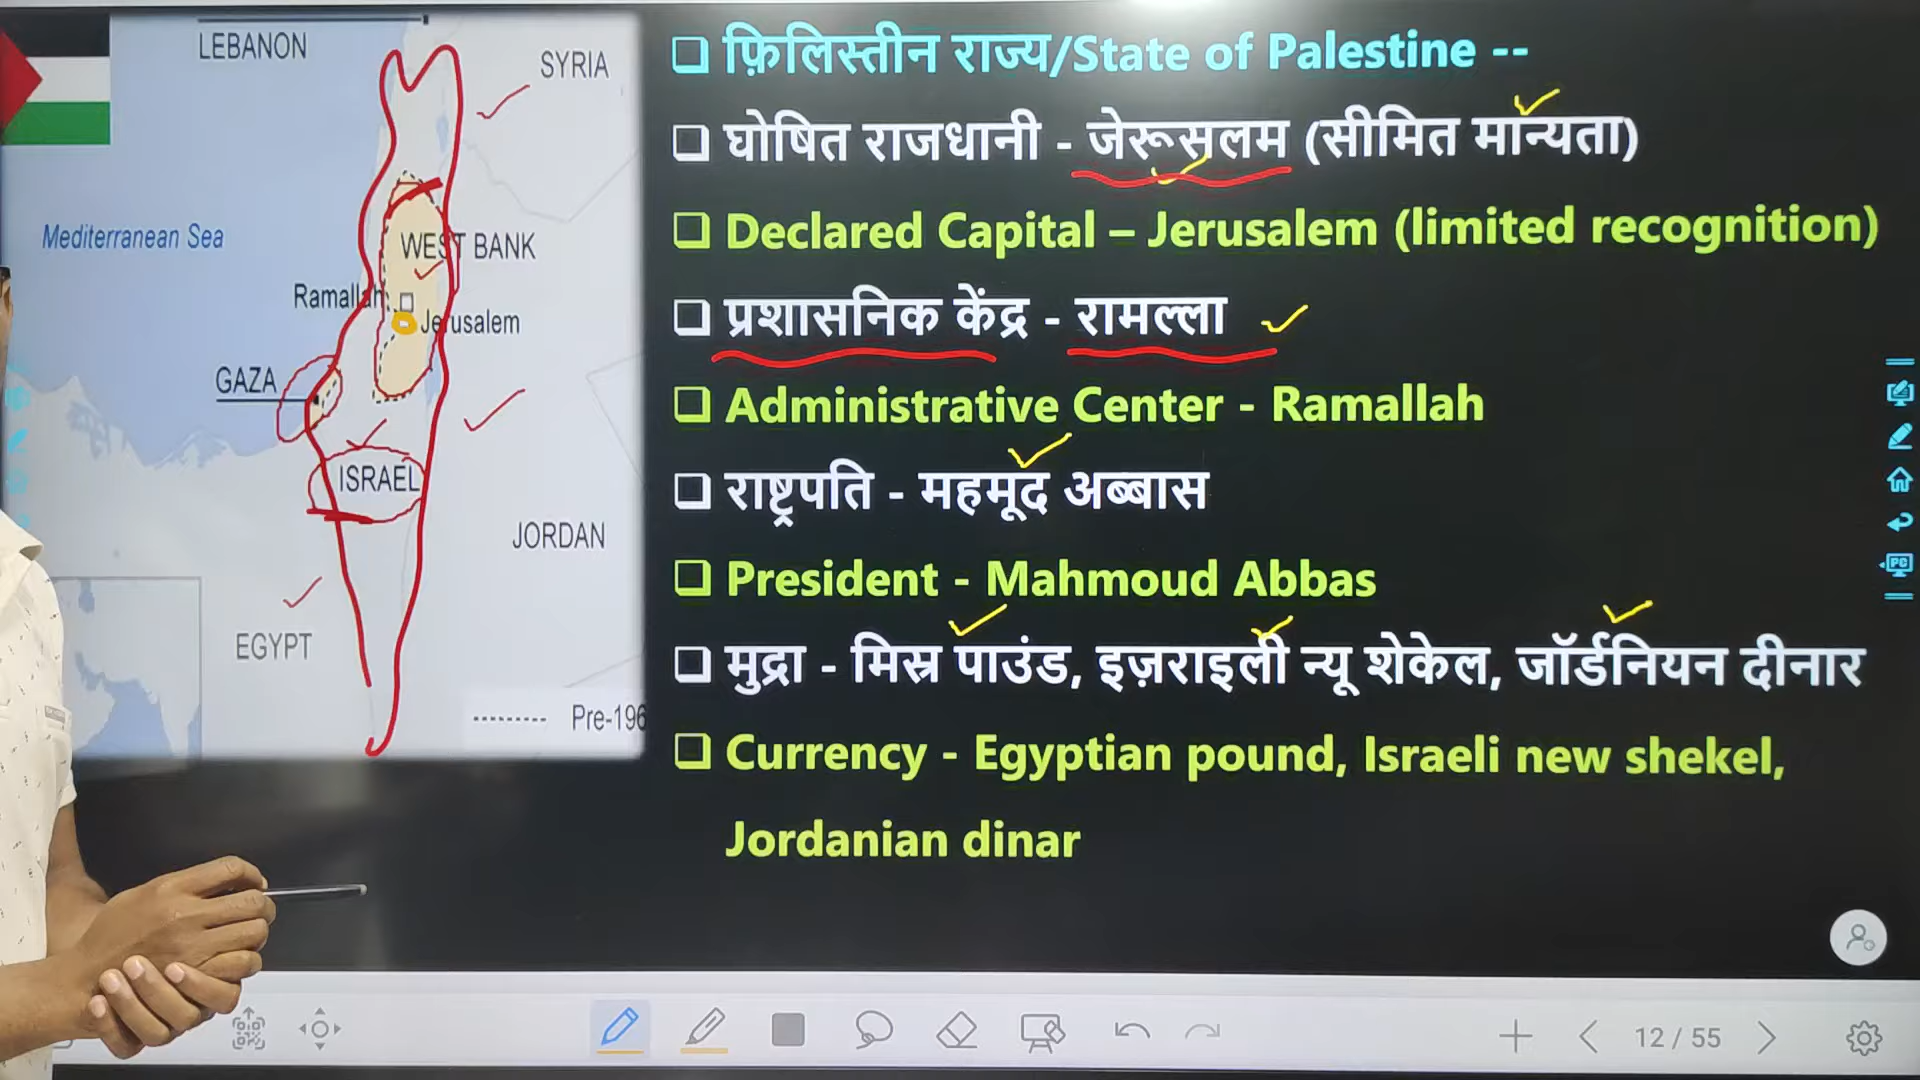 LEBANON
SYRIA
Mediterranean Sea
WEST BANK
Ramallah
Jerusalem
GAZA
ISRAEL
JORDAN
EGYPT
Pre-196
फ़िलिस्तीन राज्य/State of Palestine --
घोषित राजधानी - जेरूसलम (सीमित मान्यता)
Declared Capital – Jerusalem (limited recognition)
प्रशासनिक केंद्र - रामल्ला
Administrative Center - Ramallah
राष्ट्रपति - महमूद अब्बास
President - Mahmoud Abbas
मुद्रा - मिस्र पाउंड, इज़राइली न्यू शेकेल, जॉर्डनियन दीनार
Currency - Egyptian pound, Israeli new shekel,
Jordanian dinar
PC
12 / 55